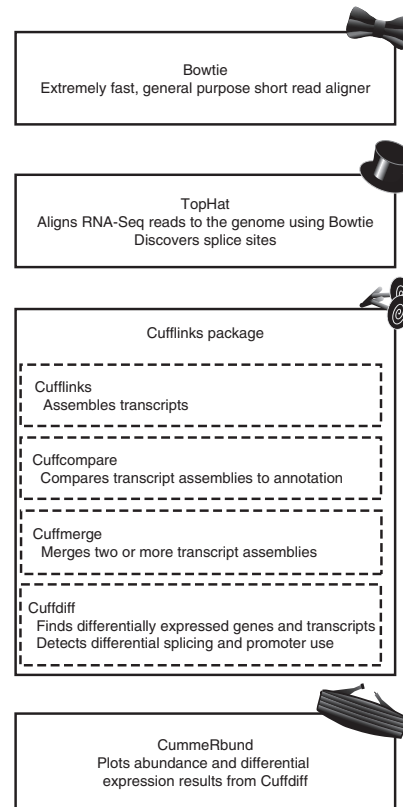 Bowtie
Extremely fast, general purpose short read aligner
TopHat
Aligns RNA-Seq reads to the genome using Bowtie
Discovers splice sites
Cufflinks package
Cufflinks
Assembles transcripts
Cuffcompare
Compares transcript assemblies to annotation
Cuffmerge
Merges two or more transcript assemblies
Cuffdiff
Finds differentially expressed genes and transcripts
Detects differential splicing and promoter use
CummeRbund
Plots abundance and differential
expression results from Cuffdiff